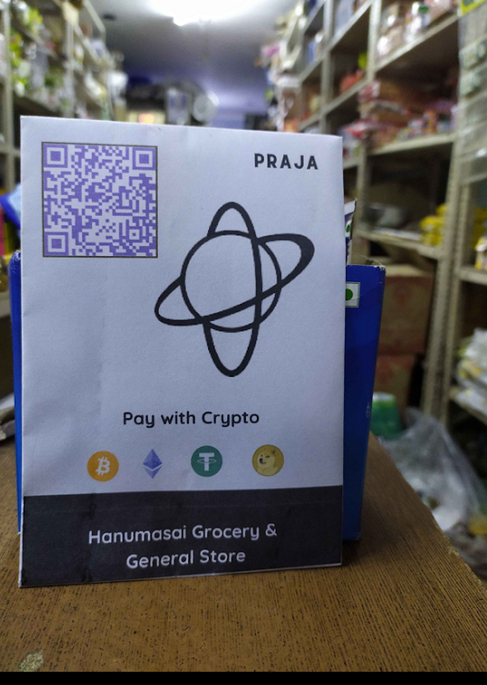 PRAJA
Pay with Crypto
Hanumasai Grocery &
General Store